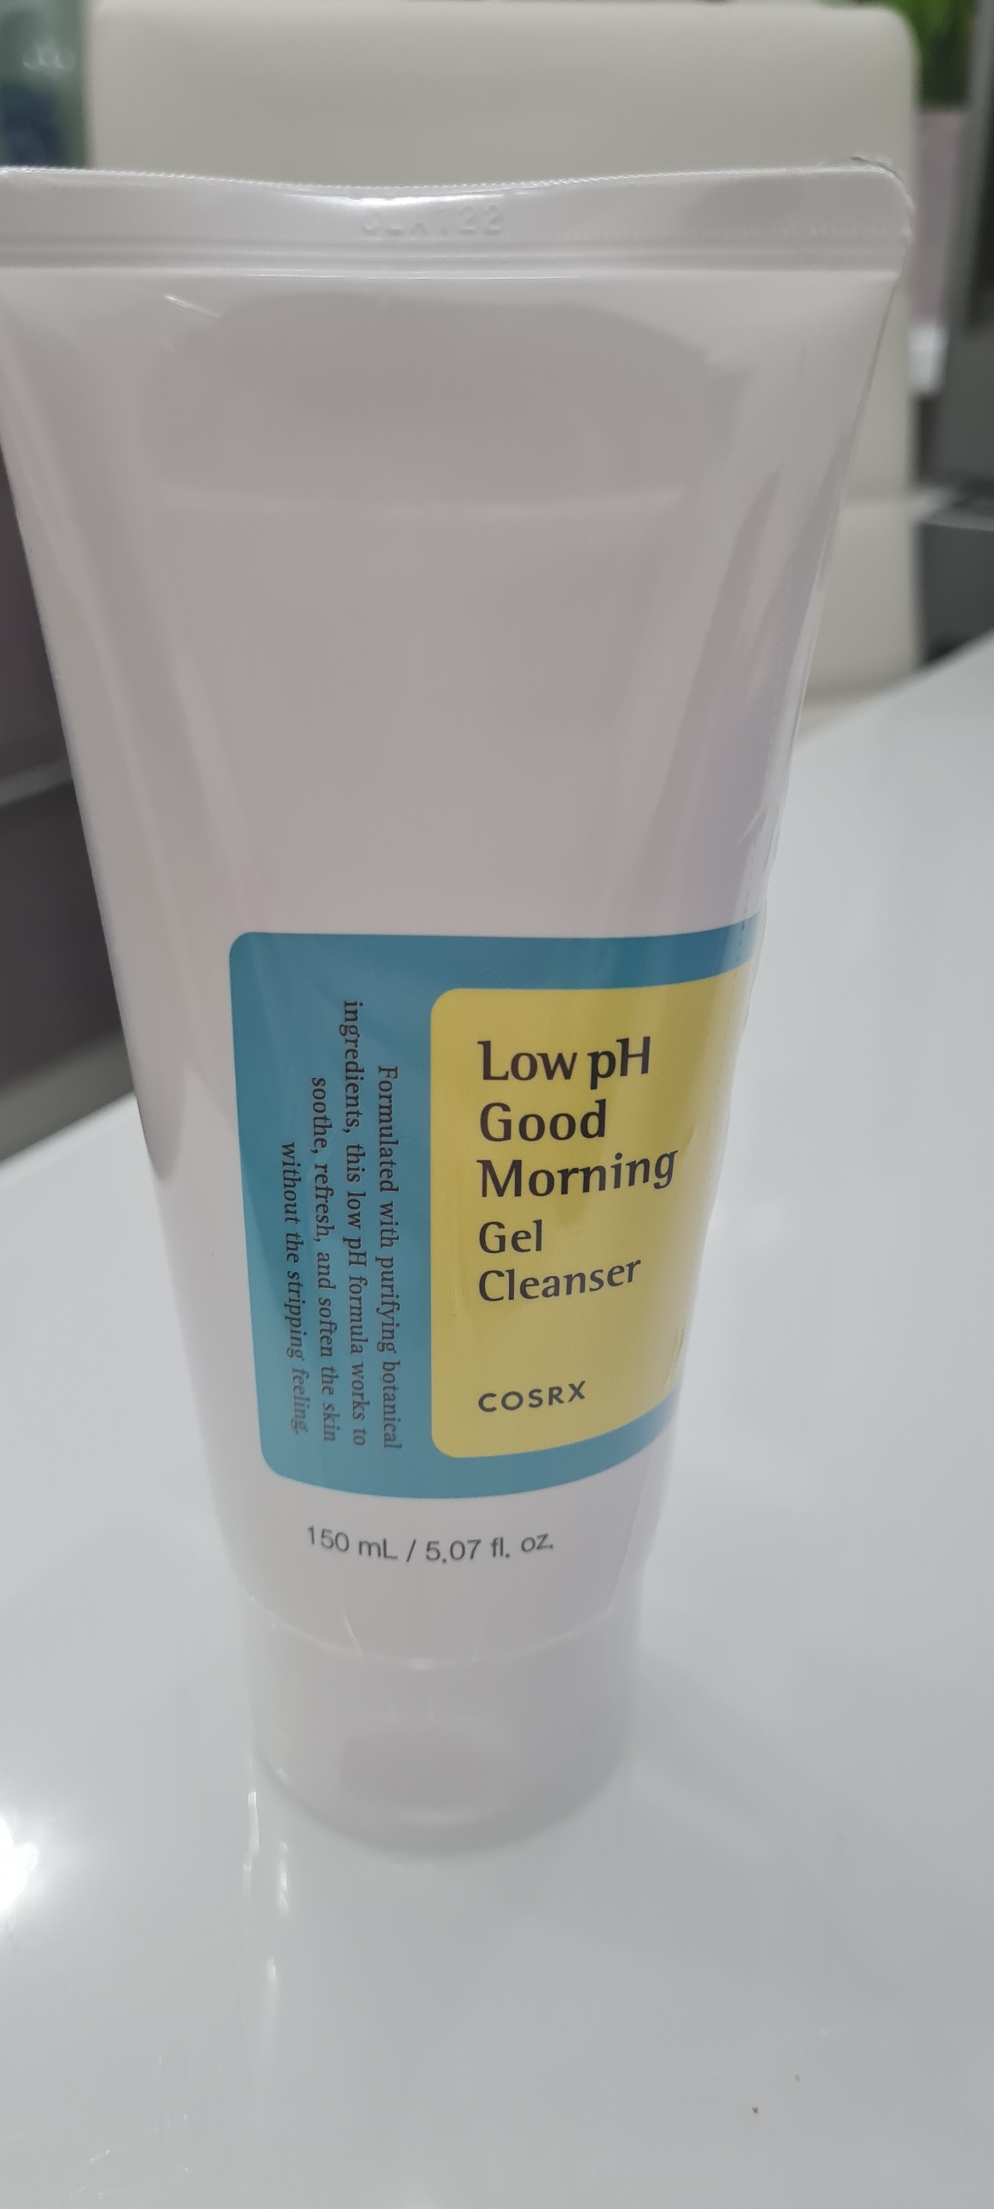 Low pH
Good
Morning
Gel
Cleanser
COSRX
Formulated with purifying botanical
ingredients, this low pH formula works to
soothe, refresh, and soften the skin
without the stripping feeling.
150 mL / 5.07 fl. oz.